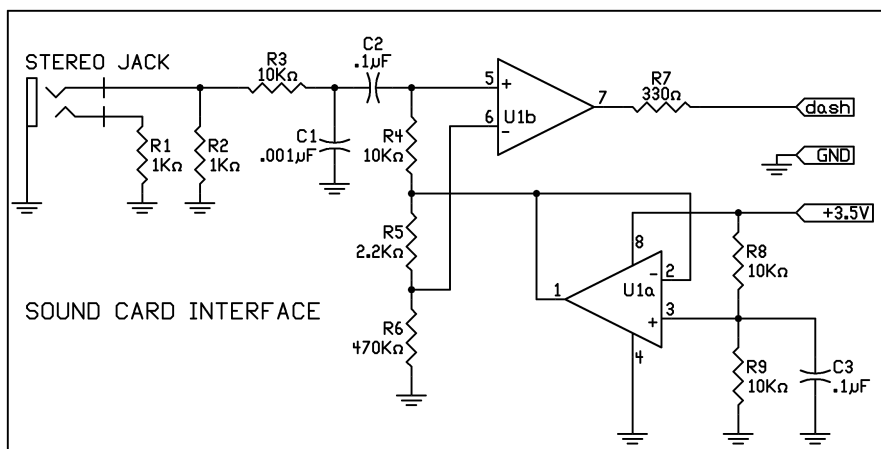 STEREO JACK
R1
1KΩ
R2
1KΩ
R3
10KΩ
C1
.001µF
C2
.1µF
R4
10KΩ
R5
2.2KΩ
R6
470KΩ
5
+
6
-
U1b
7
R7
330Ω
dash
GND
+3.5V
8
R8
10KΩ
-
2
U1a
1
+
3
4
R9
10KΩ
C3
.1µF
SOUND CARD INTERFACE